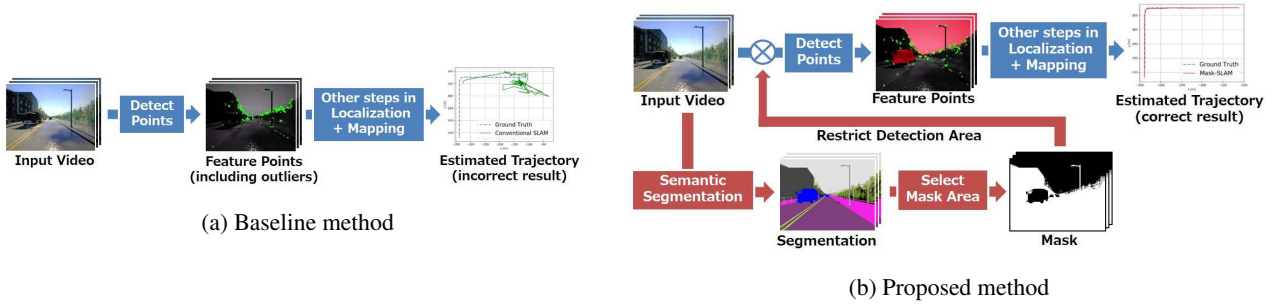 Input Video
Detect
Points
Feature Points
(including outliers)
Other steps in
Localization
+ Mapping
Ground Truth
Conventional SLAM
Estimated Trajectory
(incorrect result)
(a) Baseline method
Input Video
Detect
Points
Feature Points
Other steps in
Localization
+ Mapping
Ground Truth
Mask-SLAM
Estimated Trajectory
(correct result)
Restrict Detection Area
Semantic
Segmentation
Segmentation
Select
Mask Area
Mask
(b) Proposed method